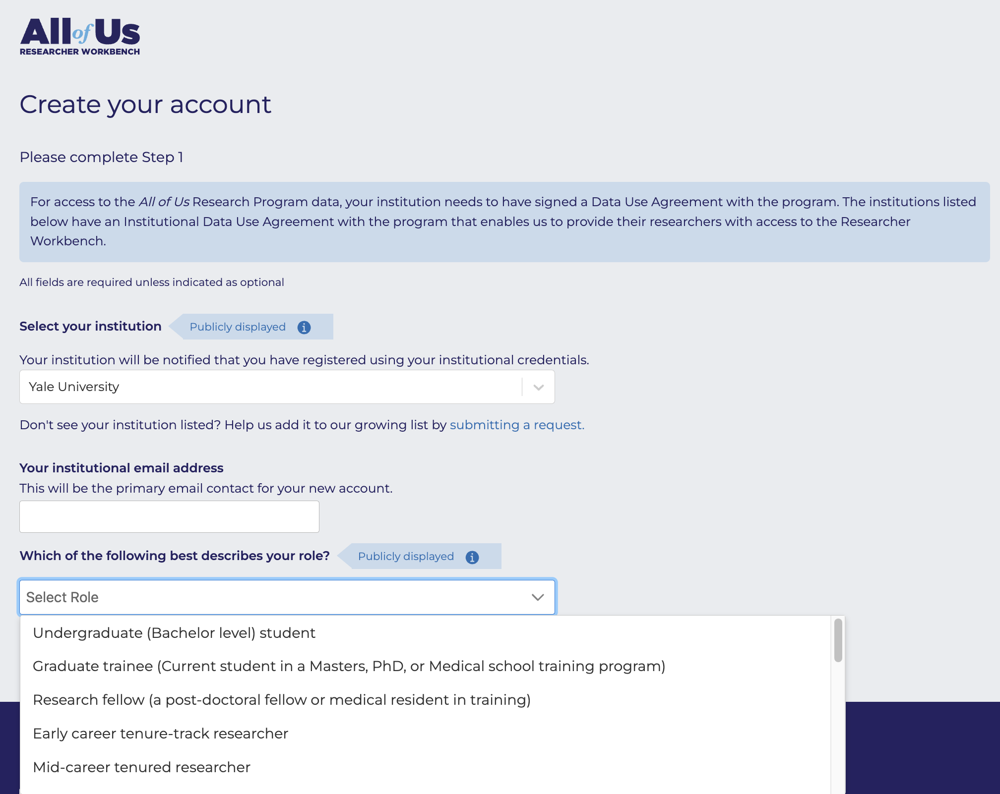 All of Us
RESEARCHER WORKBENCH
Create your account
Please complete Step 1
For access to the All of Us Research Program data, your institution needs to have signed a Data Use Agreement with the program. The institutions listed
below have an Institutional Data Use Agreement with the program that enables us to provide their researchers with access to the Researcher
Workbench.
All fields are required unless indicated as optional
Select your institution Publicly displayed
Your institution will be notified that you have registered using your institutional credentials.
Yale University
Don't see your institution listed? Help us add it to our growing list by submitting a request.
Your institutional email address
This will be the primary email contact for your new account.
Which of the following best describes your role? Publicly displayed
Select Role
Undergraduate (Bachelor level) student
Graduate trainee (Current student in a Masters, PhD, or Medical school training program)
Research fellow (a post-doctoral fellow or medical resident in training)
Early career tenure-track researcher
Mid-career tenured researcher